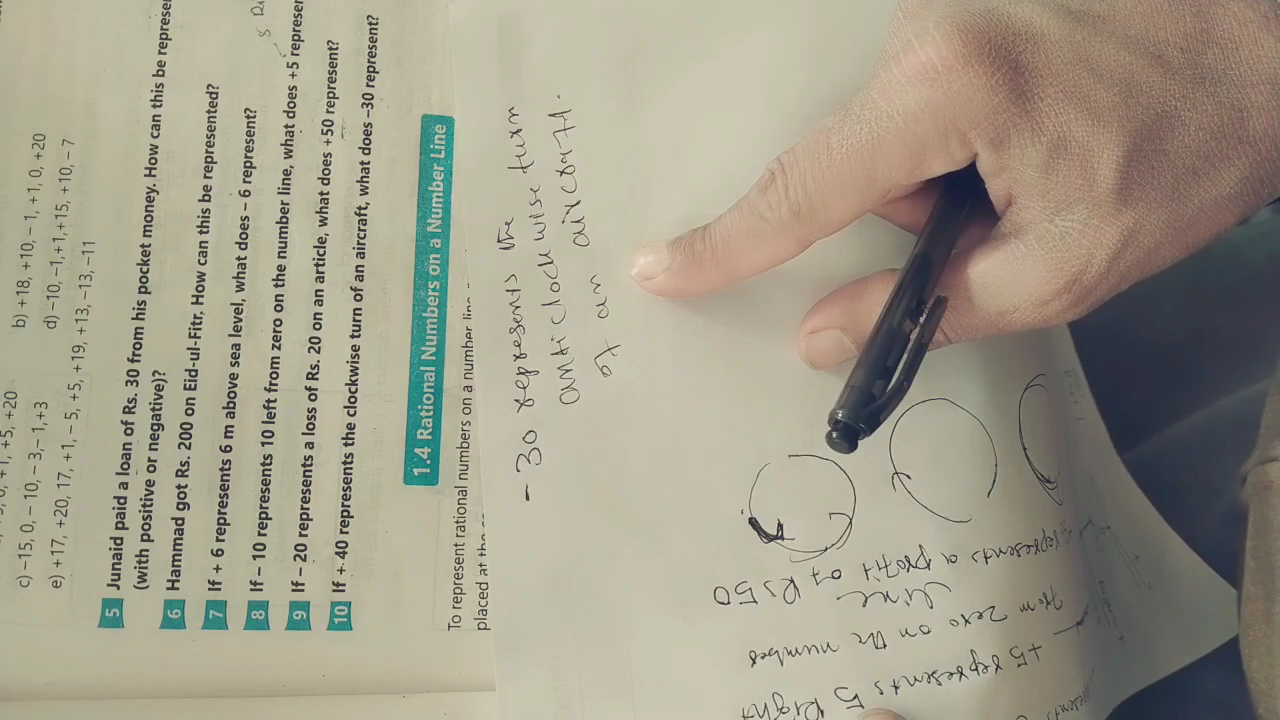 c) −15, 0, − 10, − 3, − 1,+3
b) +18, +10, − 1, +1, 0, +20
e) +17, +20, 17, +1, − 5, +5, +19, +13, −13, −11
d) −10, −1,+1,+15, +10, − 7
5 Junaid paid a loan of Rs. 30 from his pocket money. How can this be
(with positive or negative)?
6 Hammad got Rs. 200 on Eid-ul-Fitr. How can this be represented?
7 If + 6 represents 6 m above sea level, what does − 6 represent?
8 If − 10 represents 10 left from zero on the number line, what does +5
9 If − 20 represents a loss of Rs. 20 on an article, what does +50 represent?
10 If + 40 represents the clockwise turn of an aircraft, what does −30 represent?
1.4 Rational Numbers on a Number Line
To represent rational numbers on a number line
placed at the
-30 represents the
anticlockwise turn
of an aircraft.
+5 represents 5 Right
from zero on the number
line
represents a profit of Rs 50